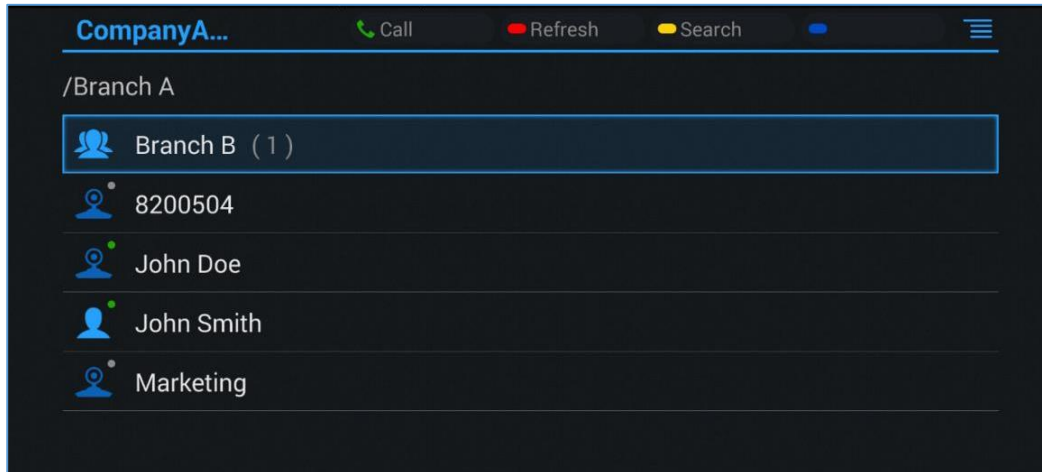 CompanyA... Call Refresh Search
/Branch A
Branch B (1)
8200504
John Doe
John Smith
Marketing